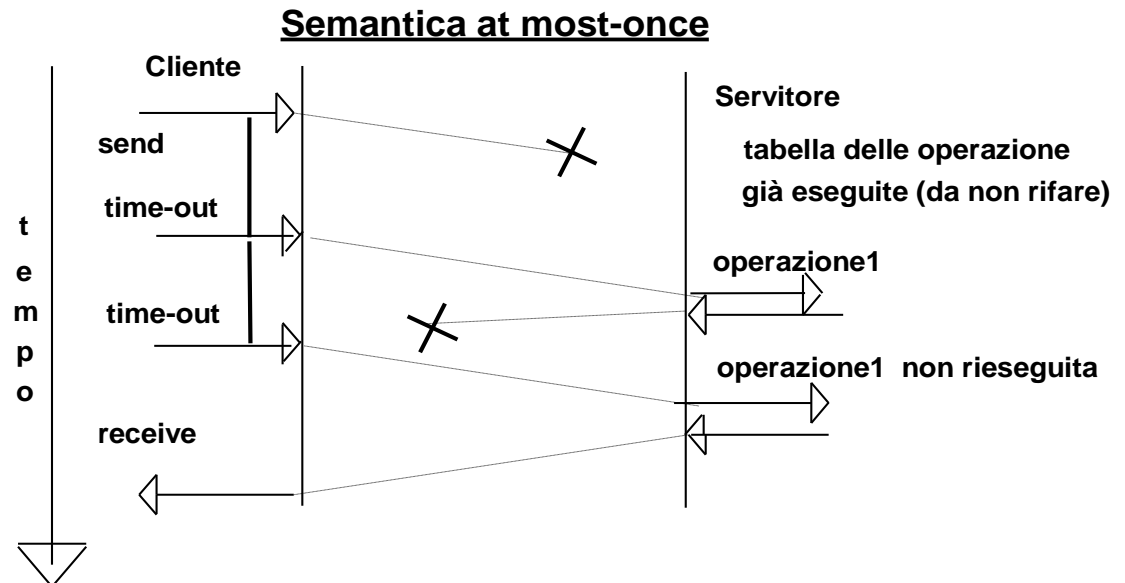 Semantica at most-once
Cliente
Servitore
send
tabella delle operazione
già eseguite (da non rifare)
time-out
tempo
operazione1
time-out
operazione1 non rieseguita
receive